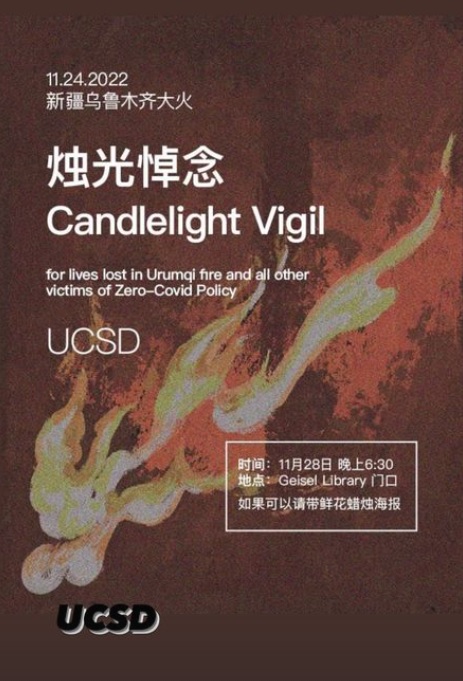 11.24.2022
新疆乌鲁木齐大火
烛光悼念
Candlelight Vigil
for lives lost in Urumqi fire and all other
victims of Zero-Covid Policy
UCSD
时间：11月28日 晚上6:30
地点：Geisel Library 门口
如果可以请带鲜花蜡烛海报
UCSD